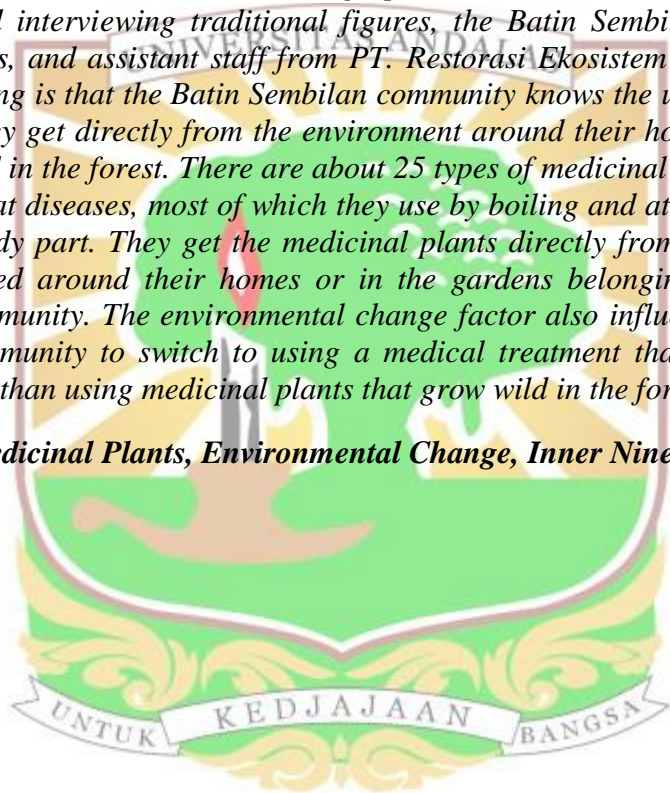 d interviewing traditional figures, the Batin Sembil
UNIVERSITAS ANDALAS
s, and assistant staff from PT. Restorasi Ekosistem
ng is that the Batin Sembilan community knows the u
y get directly from the environment around their ho
l in the forest. There are about 25 types of medicinal
at diseases, most of which they use by boiling and at
dy part. They get the medicinal plants directly from
ed around their homes or in the gardens belongin
munity. The environmental change factor also influ
munity to switch to using a medical treatment tha
than using medicinal plants that grow wild in the for
edicinal Plants, Environmental Change, Inner Nine
UNTUK KEDJAJAAN BANGSA